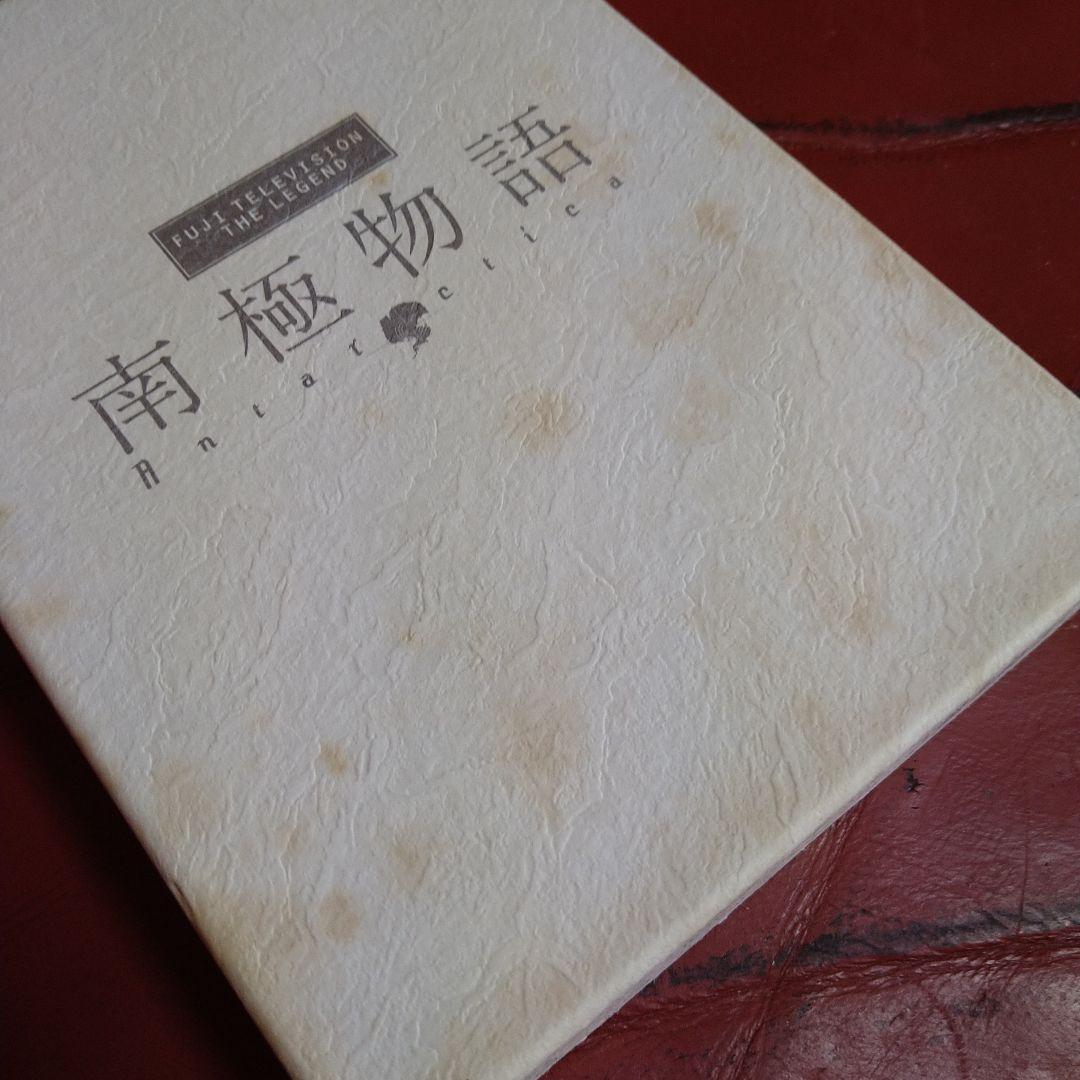 FUJI TELEVISION
THE LEGEND
南極物語
Antarctica